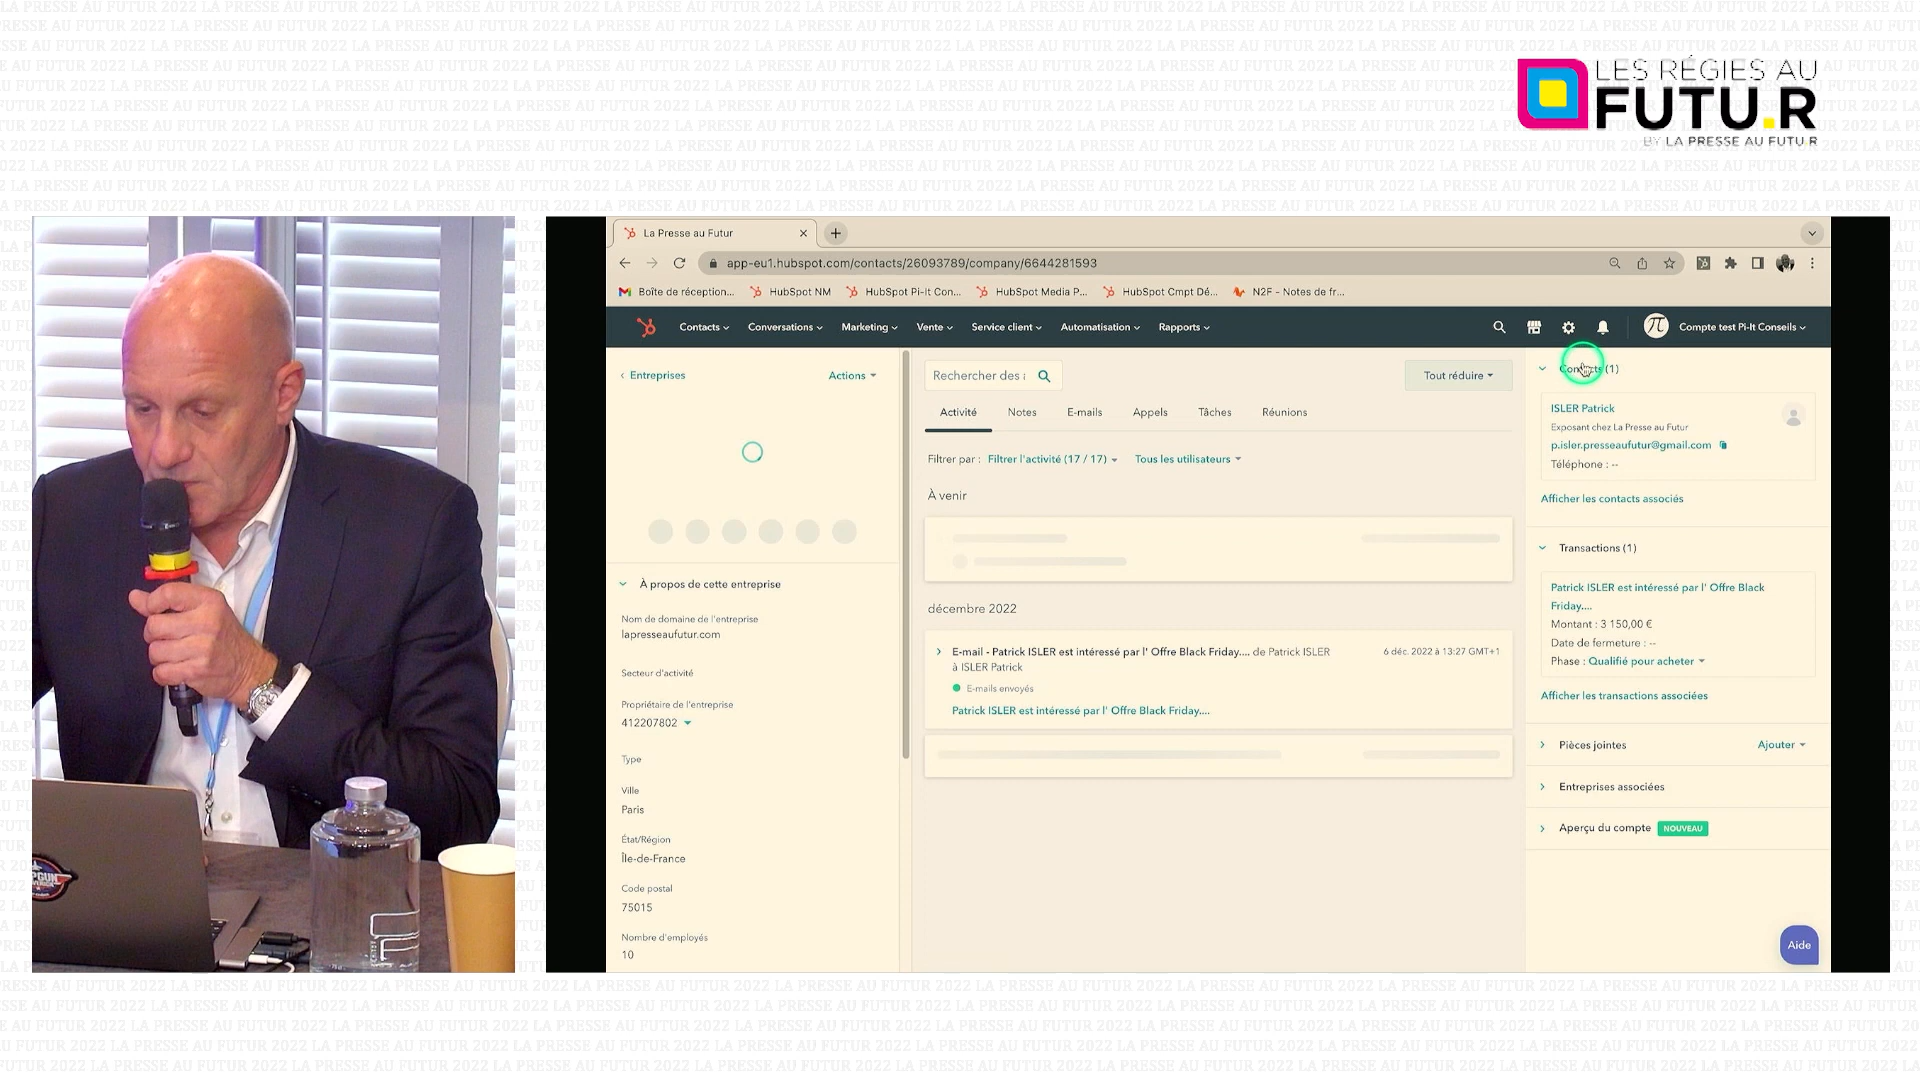 LES RÉGIES AU
FUTU.R
BY LA PRESSE AU FUTU.R
La Presse au Futur
app-eu1.hubspot.com/contacts/26093789/company/6644281593
Boîte de réception...
HubSpot NM
HubSpot Pi-It Con...
HubSpot Media P...
HubSpot Cmpt Dé...
N2F - Notes de fr...
Contacts
Conversations
Marketing
Vente
Service client
Automatisation
Rapports
Compte test Pi-It Conseils
Entreprises
Actions
À propos de cette entreprise
Nom de domaine de l'entreprise
lapresseaufutur.com
Secteur d'activité
Propriétaire de l'entreprise
412207802
Type
Ville
Paris
État/Région
Île-de-France
Code postal
75015
Nombre d'employés
10
Rechercher des
Tout réduire
Activité
Notes
E-mails
Appels
Tâches
Réunions
Filtrer par : Filtrer l'activité (17 / 17)
Tous les utilisateurs
À venir
décembre 2022
E-mail - Patrick ISLER est intéressé par l' Offre Black Friday.... de Patrick ISLER
à ISLER Patrick
6 déc. 2022 à 13:27 GMT+1
E-mails envoyés
Patrick ISLER est intéressé par l' Offre Black Friday....
Contacts (1)
ISLER Patrick
Exposant chez La Presse au Futur
p.isler.presseaufutur@gmail.com
Téléphone : --
Afficher les contacts associés
Transactions (1)
Patrick ISLER est intéressé par l' Offre Black
Friday....
Montant : 3 150,00 €
Date de fermeture : --
Phase : Qualifié pour acheter
Afficher les transactions associées
Pièces jointes
Ajouter
Entreprises associées
Aperçu du compte NOUVEAU
Aide